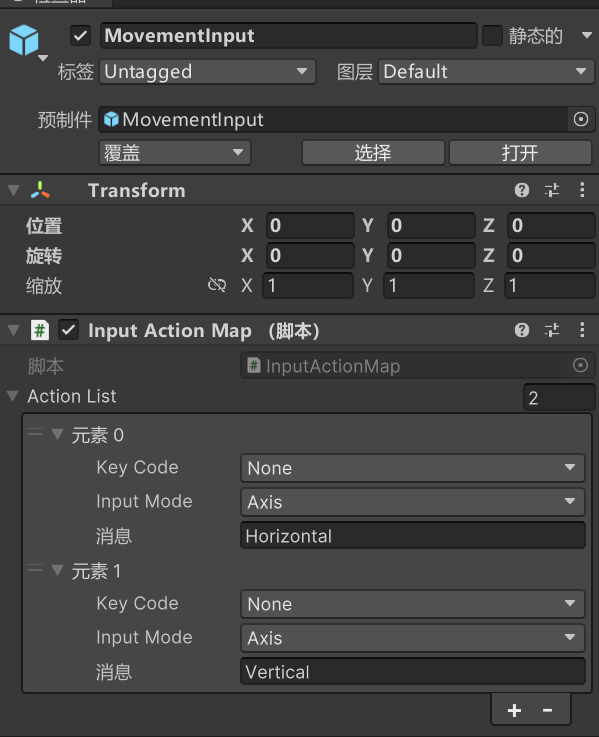 MovementInput 静态的
标签 Untagged 图层 Default
预制件 MovementInput
覆盖 选择 打开
Transform
位置 X 0 Y 0 Z 0
旋转 X 0 Y 0 Z 0
缩放 X 1 Y 1 Z 1
# Input Action Map （脚本）
脚本 # InputActionMap
Action List 2
元素 0
Key Code None
Input Mode Axis
消息 Horizontal
元素 1
Key Code None
Input Mode Axis
消息 Vertical
+ -